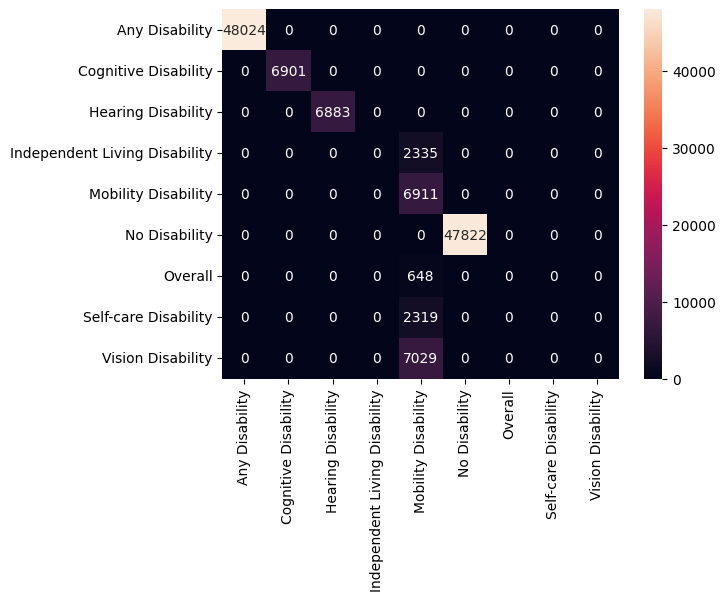 Any Disability 48024 0 0 0 0 0 0 0 0
Cognitive Disability 0 6901 0 0 0 0 0 0 0
Hearing Disability 0 0 6883 0 0 0 0 0 0
Independent Living Disability 0 0 0 0 2335 0 0 0 0
Mobility Disability 0 0 0 0 6911 0 0 0 0
No Disability 0 0 0 0 0 47822 0 0 0
Overall 0 0 0 0 648 0 0 0 0
Self-care Disability 0 0 0 0 2319 0 0 0 0
Vision Disability 0 0 0 0 7029 0 0 0 0
Any Disability
Cognitive Disability
Hearing Disability
Independent Living Disability
Mobility Disability
No Disability
Overall
Self-care Disability
Vision Disability
40000
30000
20000
10000
0